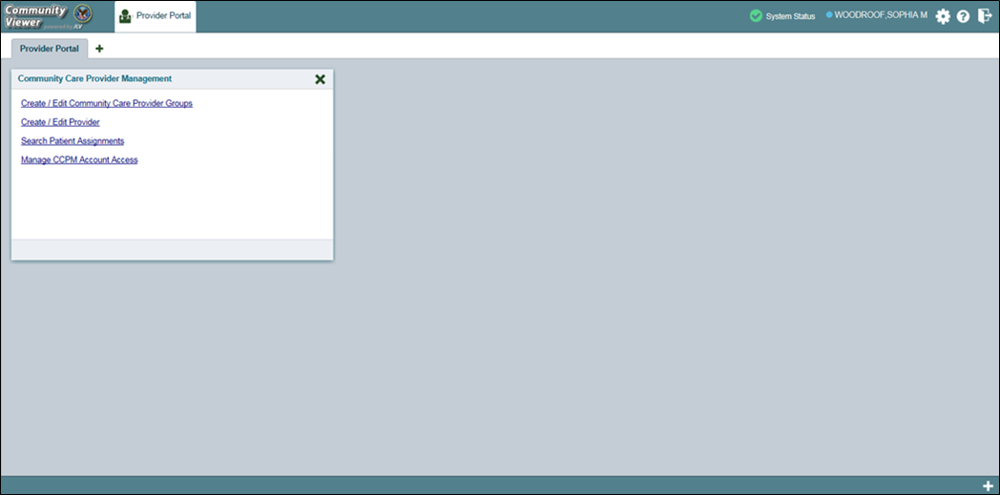 Community
Viewer powered by JLV
Provider Portal
System Status
WOODROOF,SOPHIA M
Provider Portal
Community Care Provider Management
Create / Edit Community Care Provider Groups
Create / Edit Provider
Search Patient Assignments
Manage CCPM Account Access